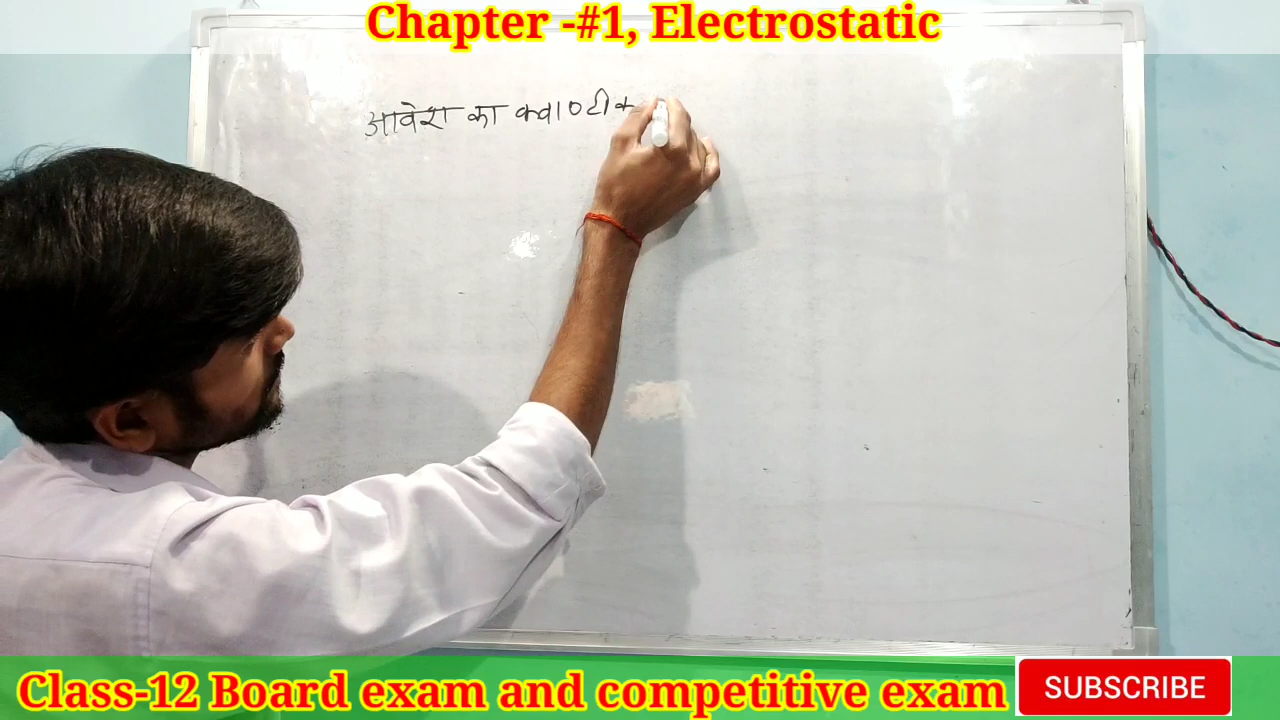 Chapter -#1, Electrostatic
आवेश का क्वाण्टीक
Class-12 Board exam and competitive exam
SUBSCRIBE